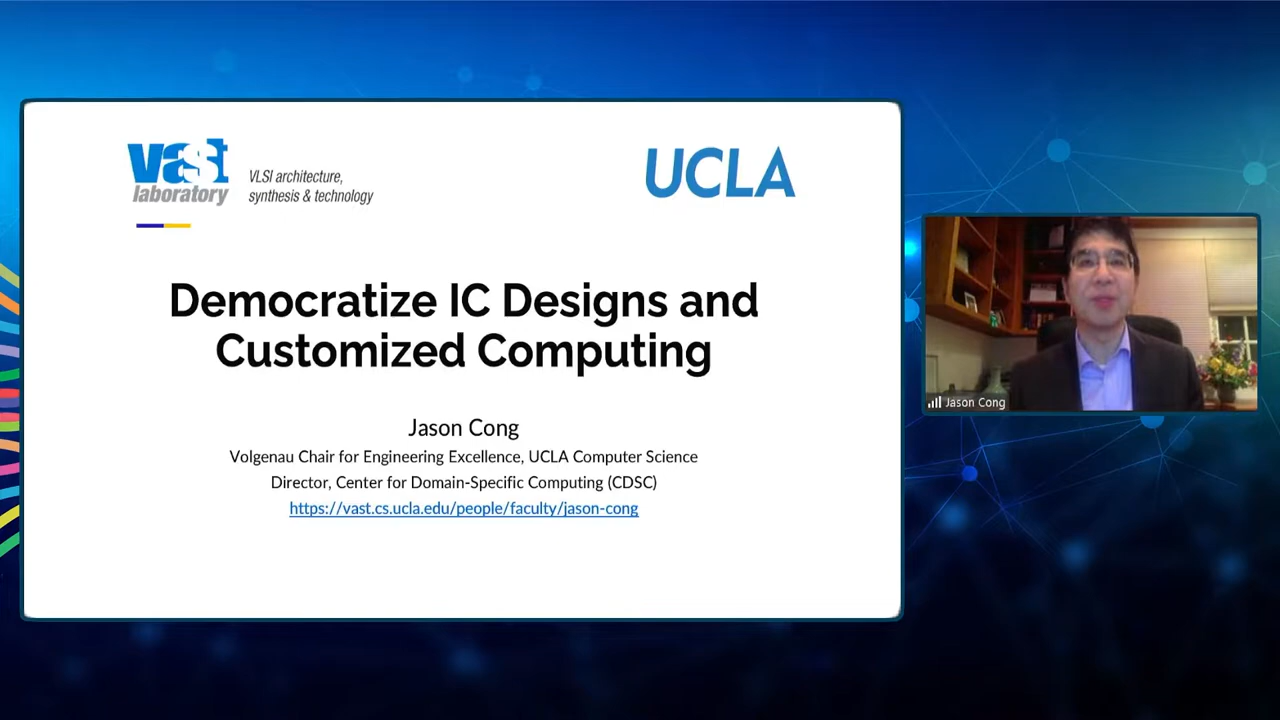 vast
laboratory
VLSI architecture,
synthesis & technology
UCLA
Democratize IC Designs and
Customized Computing
Jason Cong
Volgenau Chair for Engineering Excellence, UCLA Computer Science
Director, Center for Domain-Specific Computing (CDSC)
https://vast.cs.ucla.edu/people/faculty/jason-cong
Jason Cong